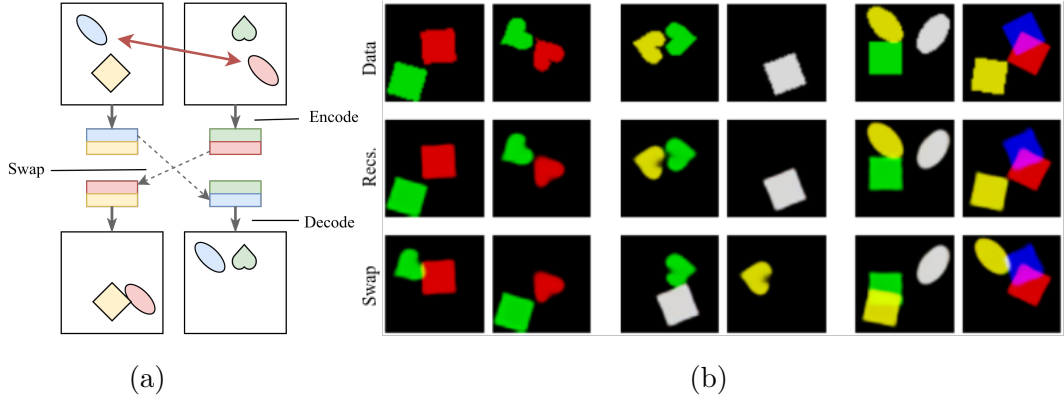 Encode
Swap
Decode
Data
Recs.
Swap
(a)
(b)